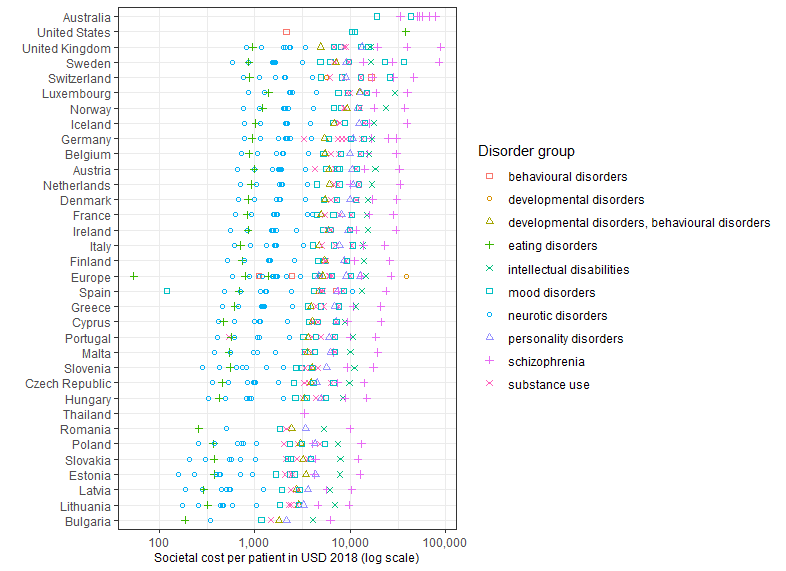 Australia
United States
United Kingdom
Sweden
Switzerland
Luxembourg
Norway
Iceland
Germany
Belgium
Austria
Netherlands
Denmark
France
Ireland
Italy
Finland
Europe
Spain
Greece
Cyprus
Portugal
Malta
Slovenia
Czech Republic
Hungary
Thailand
Romania
Poland
Slovakia
Estonia
Latvia
Lithuania
Bulgaria
100
1,000
10,000
100,000
Societal cost per patient in USD 2018 (log scale)
Disorder group
behavioural disorders
developmental disorders
developmental disorders, behavioural disorders
eating disorders
intellectual disabilities
mood disorders
neurotic disorders
personality disorders
schizophrenia
substance use